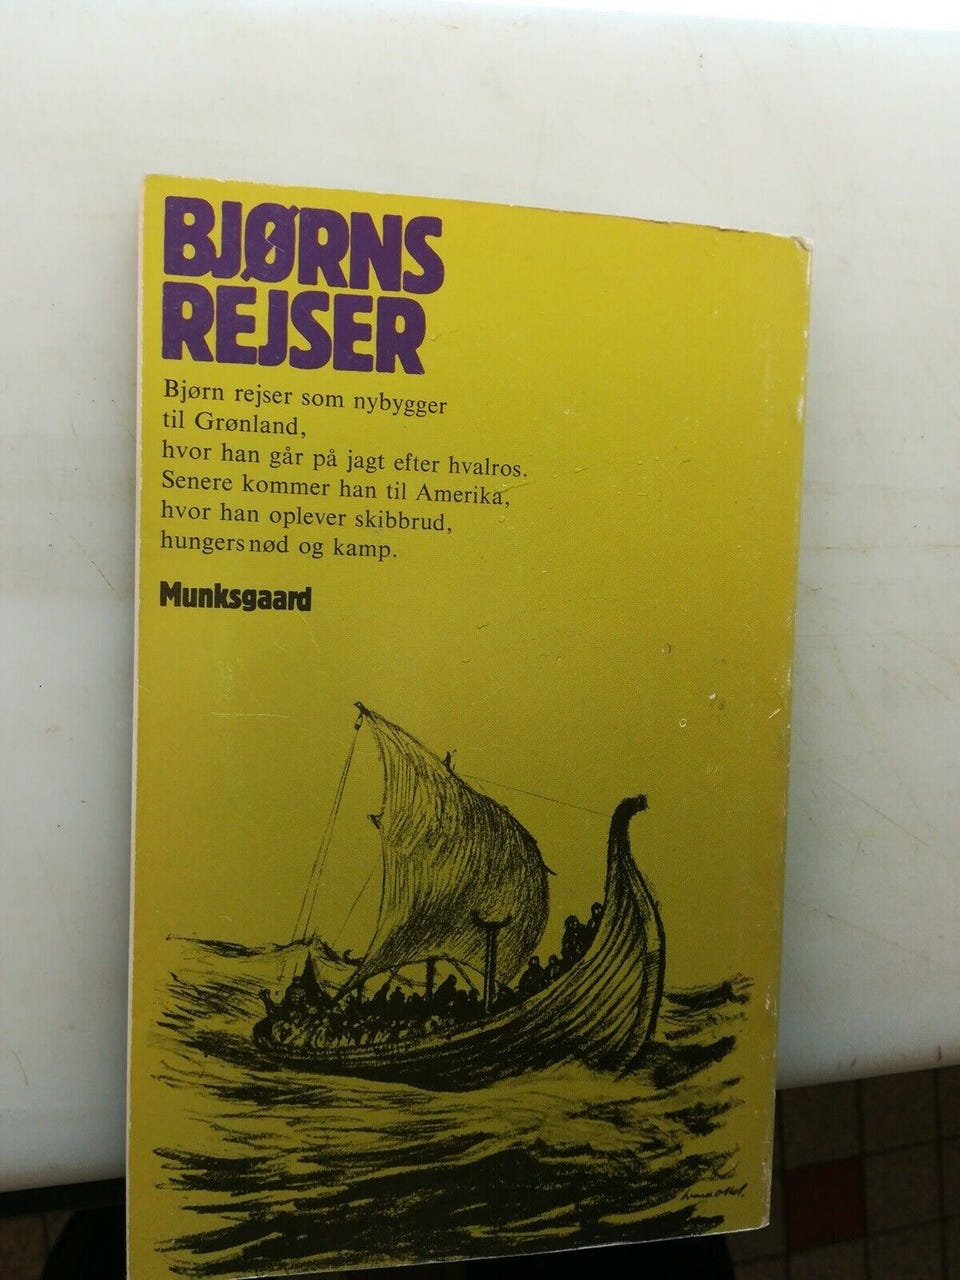 BJØRNS
REJSER
Bjørn rejser som nybygger
til Grønland,
hvor han går på jagt efter hvalros.
Senere kommer han til Amerika,
hvor han oplever skibbrud,
hungersnød og kamp.
Munksgaard